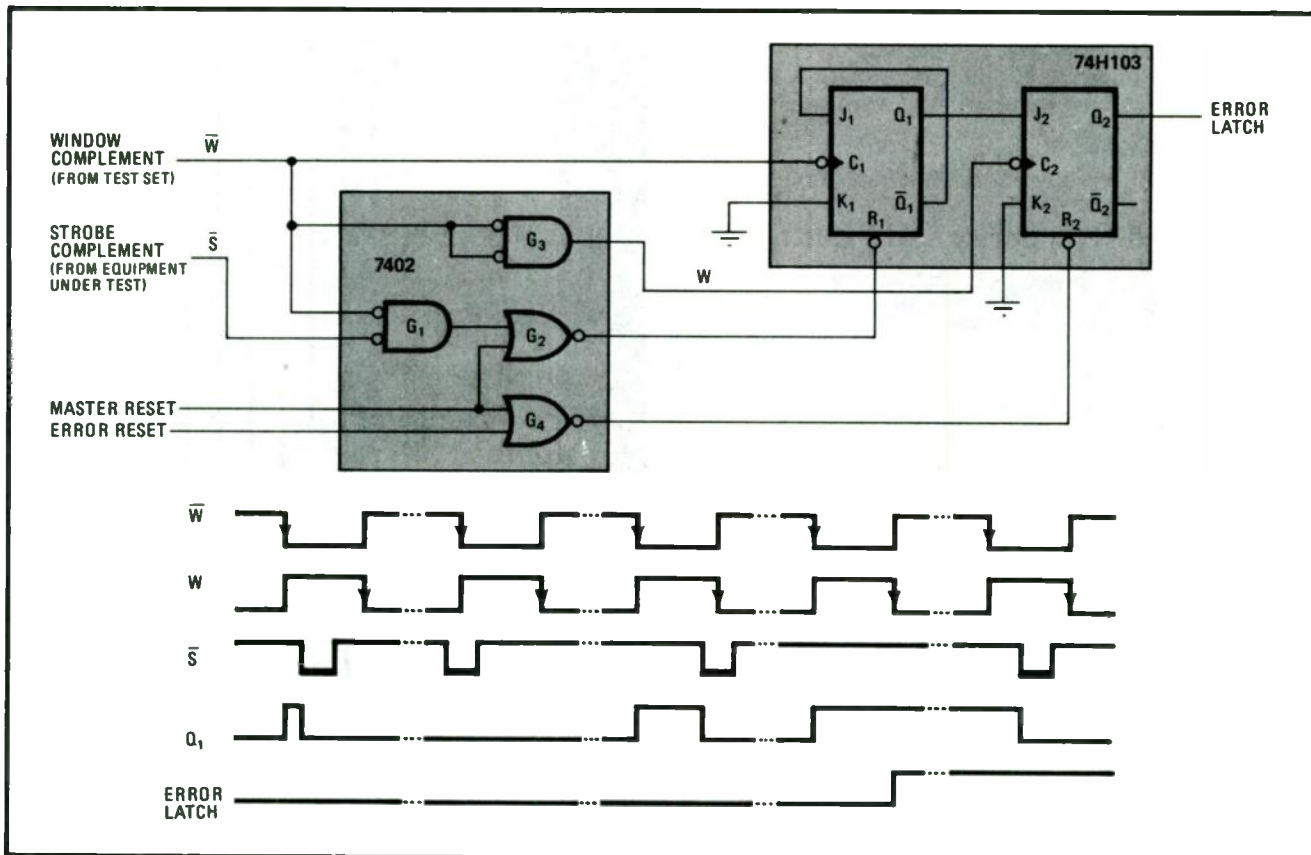 74H103
J₁
Q₁
J₂
Q₂
ERROR
LATCH
WINDOW
COMPLEMENT
(FROM TEST SET)
W̅
C₁
C₂
K₁
Q̅₁
K₂
Q̅₂
R₁
R₂
STROBE
COMPLEMENT
(FROM EQUIPMENT
UNDER TEST)
S̅
7402
G₃
W
G₁
G₂
MASTER RESET
ERROR RESET
G₄
W̅
W
S̅
Q₁
ERROR
LATCH